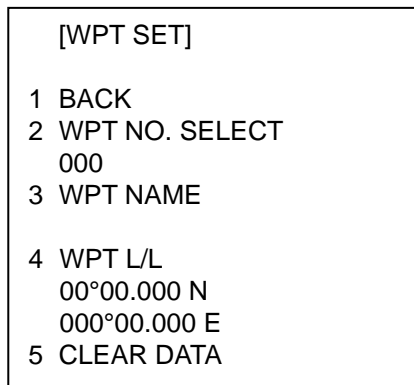 [WPT SET]
1 BACK
2 WPT NO. SELECT
000
3 WPT NAME
4 WPT L/L
00°00.000 N
000°00.000 E
5 CLEAR DATA